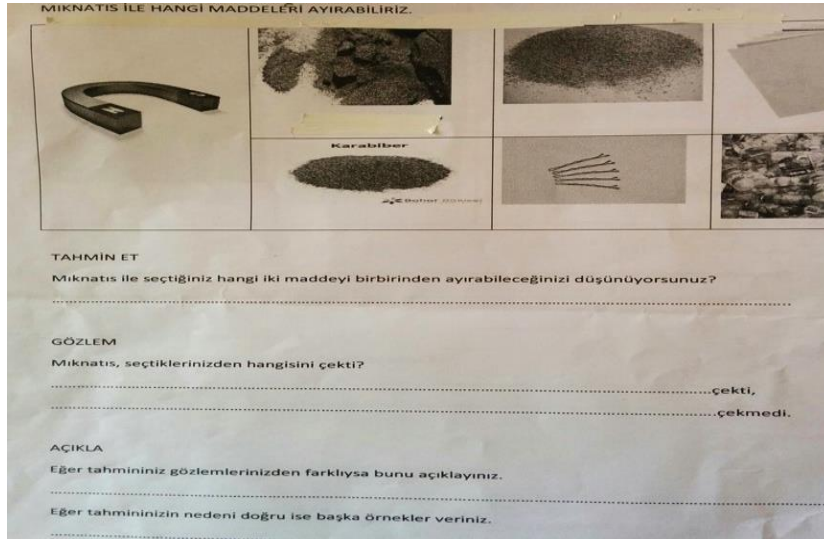 MIKNATIS İLE HANGİ MADDELERİ AYIRABİLİRİZ.
Karabiber
TAHMİN ET
Mıknatıs ile seçtiğiniz hangi iki maddeyi birbirinden ayırabileceğinizi düşünüyorsunuz?
GÖZLEM
Mıknatıs, seçtiklerinizden hangisini çekti?
çekti,
çekmedi.
AÇIKLA
Eğer tahmininiz gözlemlerinizden farklıysa bunu açıklayınız.
Eğer tahmininizin nedeni doğru ise başka örnekler veriniz.